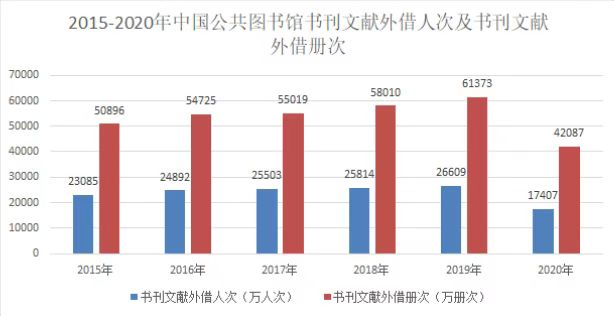 2015-2020年中国公共图书馆书刊文献外借人次及书刊文献
外借册次
70000
60000
50000
40000
30000
20000
10000
0
50896
54725
55019
58010
61373
42087
23085
24892
25503
25814
26609
17407
2015年
2016年
2017年
2018年
2019年
2020年
书刊文献外借人次（万人次）
书刊文献外借册次（万册次）